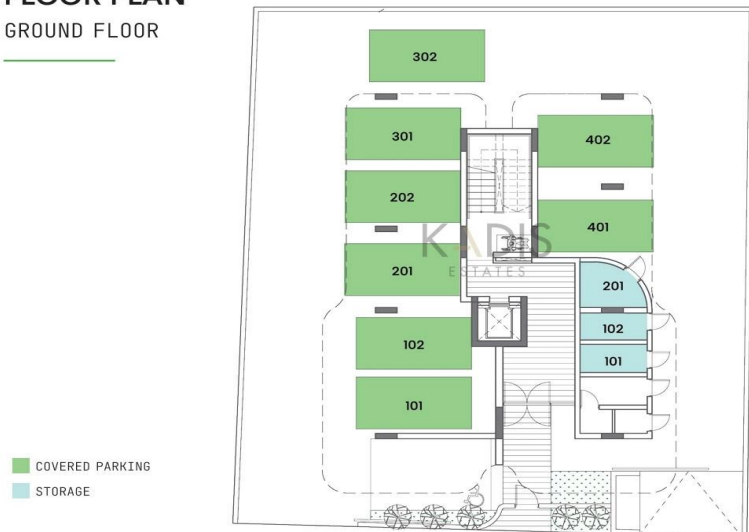 FLOOR PLAN
GROUND FLOOR
302
301
402
202
401
KADIS
ESTATES
201
201
102
102
101
101
COVERED PARKING
STORAGE